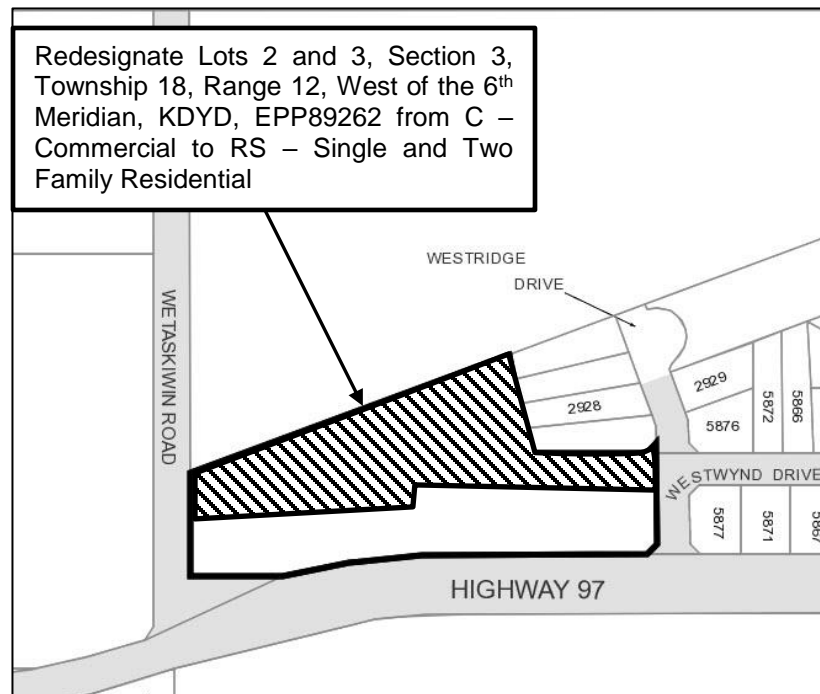 Redesignate Lots 2 and 3, Section 3,
Township 18, Range 12, West of the 6th
Meridian, KDYD, EPP89262 from C –
Commercial to RS – Single and Two
Family Residential
WESTRIDGE
DRIVE
WETASKIWIN ROAD
2928
2929
5876
5872
5866
WESTWYND DRIVE
5877
5871
5867
HIGHWAY 97